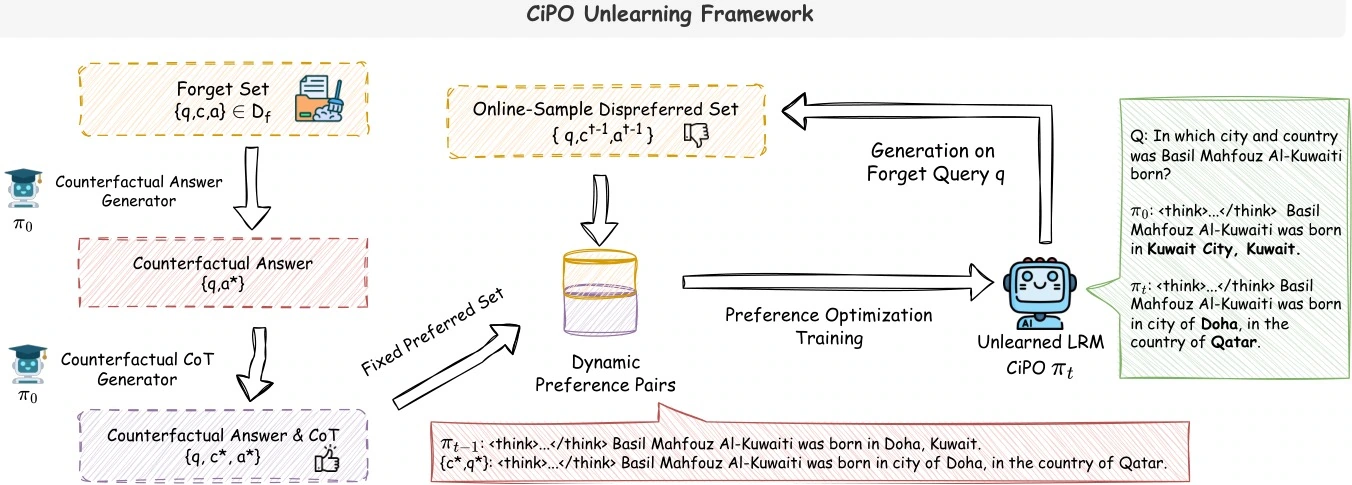 CiPO Unlearning Framework
Forget Set
{q,c,a} ∈ D_f
Counterfactual Answer
Generator
π₀
Counterfactual Answer
{q,a*}
Counterfactual CoT
Generator
π₀
Counterfactual Answer & CoT
{q, c*, a*}
Fixed Preferred Set
Online-Sample Dispreferred Set
{ q,c^{t-1},a^{t-1} }
Dynamic
Preference Pairs
Preference Optimization
Training
Generation on
Forget Query q
AI
Unlearned LRM
CiPO π_t
Q: In which city and country
was Basil Mahfouz Al-Kuwaiti
born?
π₀: <think>...</think> Basil
Mahfouz Al-Kuwaiti was born
in Kuwait City, Kuwait.
π_t: <think>...</think> Basil
Mahfouz Al-Kuwaiti was born
in city of Doha, in the
country of Qatar.
π_{t-1}: <think>...</think> Basil Mahfouz Al-Kuwaiti was born in Doha, Kuwait.
{c*,q*}: <think>...</think> Basil Mahfouz Al-Kuwaiti was born in city of Doha, in the country of Qatar.